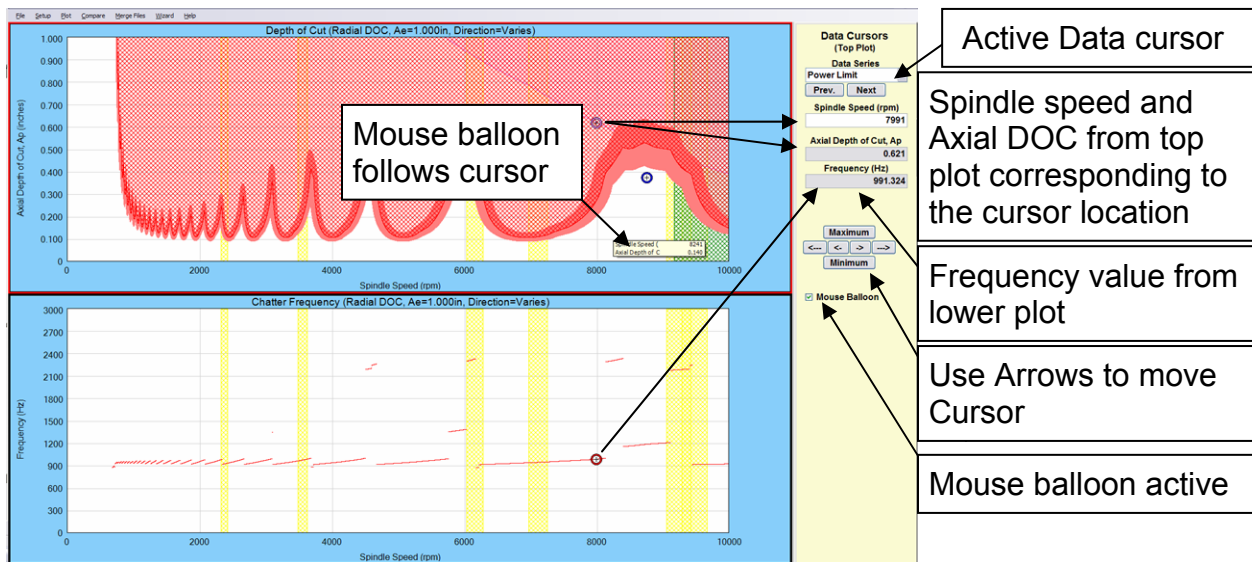 File Setup Plot Compare Merge Files Wizard Help
Depth of Cut (Radial DOC, Ae=1.000in, Direction=Varies)
Axial Depth of Cut, Ap (inches)
1.000
0.900
0.800
0.700
0.600
0.500
0.400
0.300
0.200
0.100
0 2000 4000 6000 8000 10000
Spindle Speed (rpm)
Mouse balloon
follows cursor
Spindle Speed ( 8241
Axial Depth of C 0.140
Chatter Frequency (Radial DOC, Ae=1.000in, Direction=Varies)
Frequency (Hz)
3000
2700
2400
2100
1800
1500
1200
900
600
300
0
0 2000 4000 6000 8000 10000
Spindle Speed (rpm)
Data Cursors
(Top Plot)
Data Series
Power Limit
Prev. Next
Spindle Speed (rpm)
7991
Axial Depth of Cut, Ap
0.621
Frequency (Hz)
991.324
Maximum
<--- <- -> --->
Minimum
Mouse Balloon
Active Data cursor
Spindle speed and
Axial DOC from top
plot corresponding to
the cursor location
Frequency value from
lower plot
Use Arrows to move
Cursor
Mouse balloon active